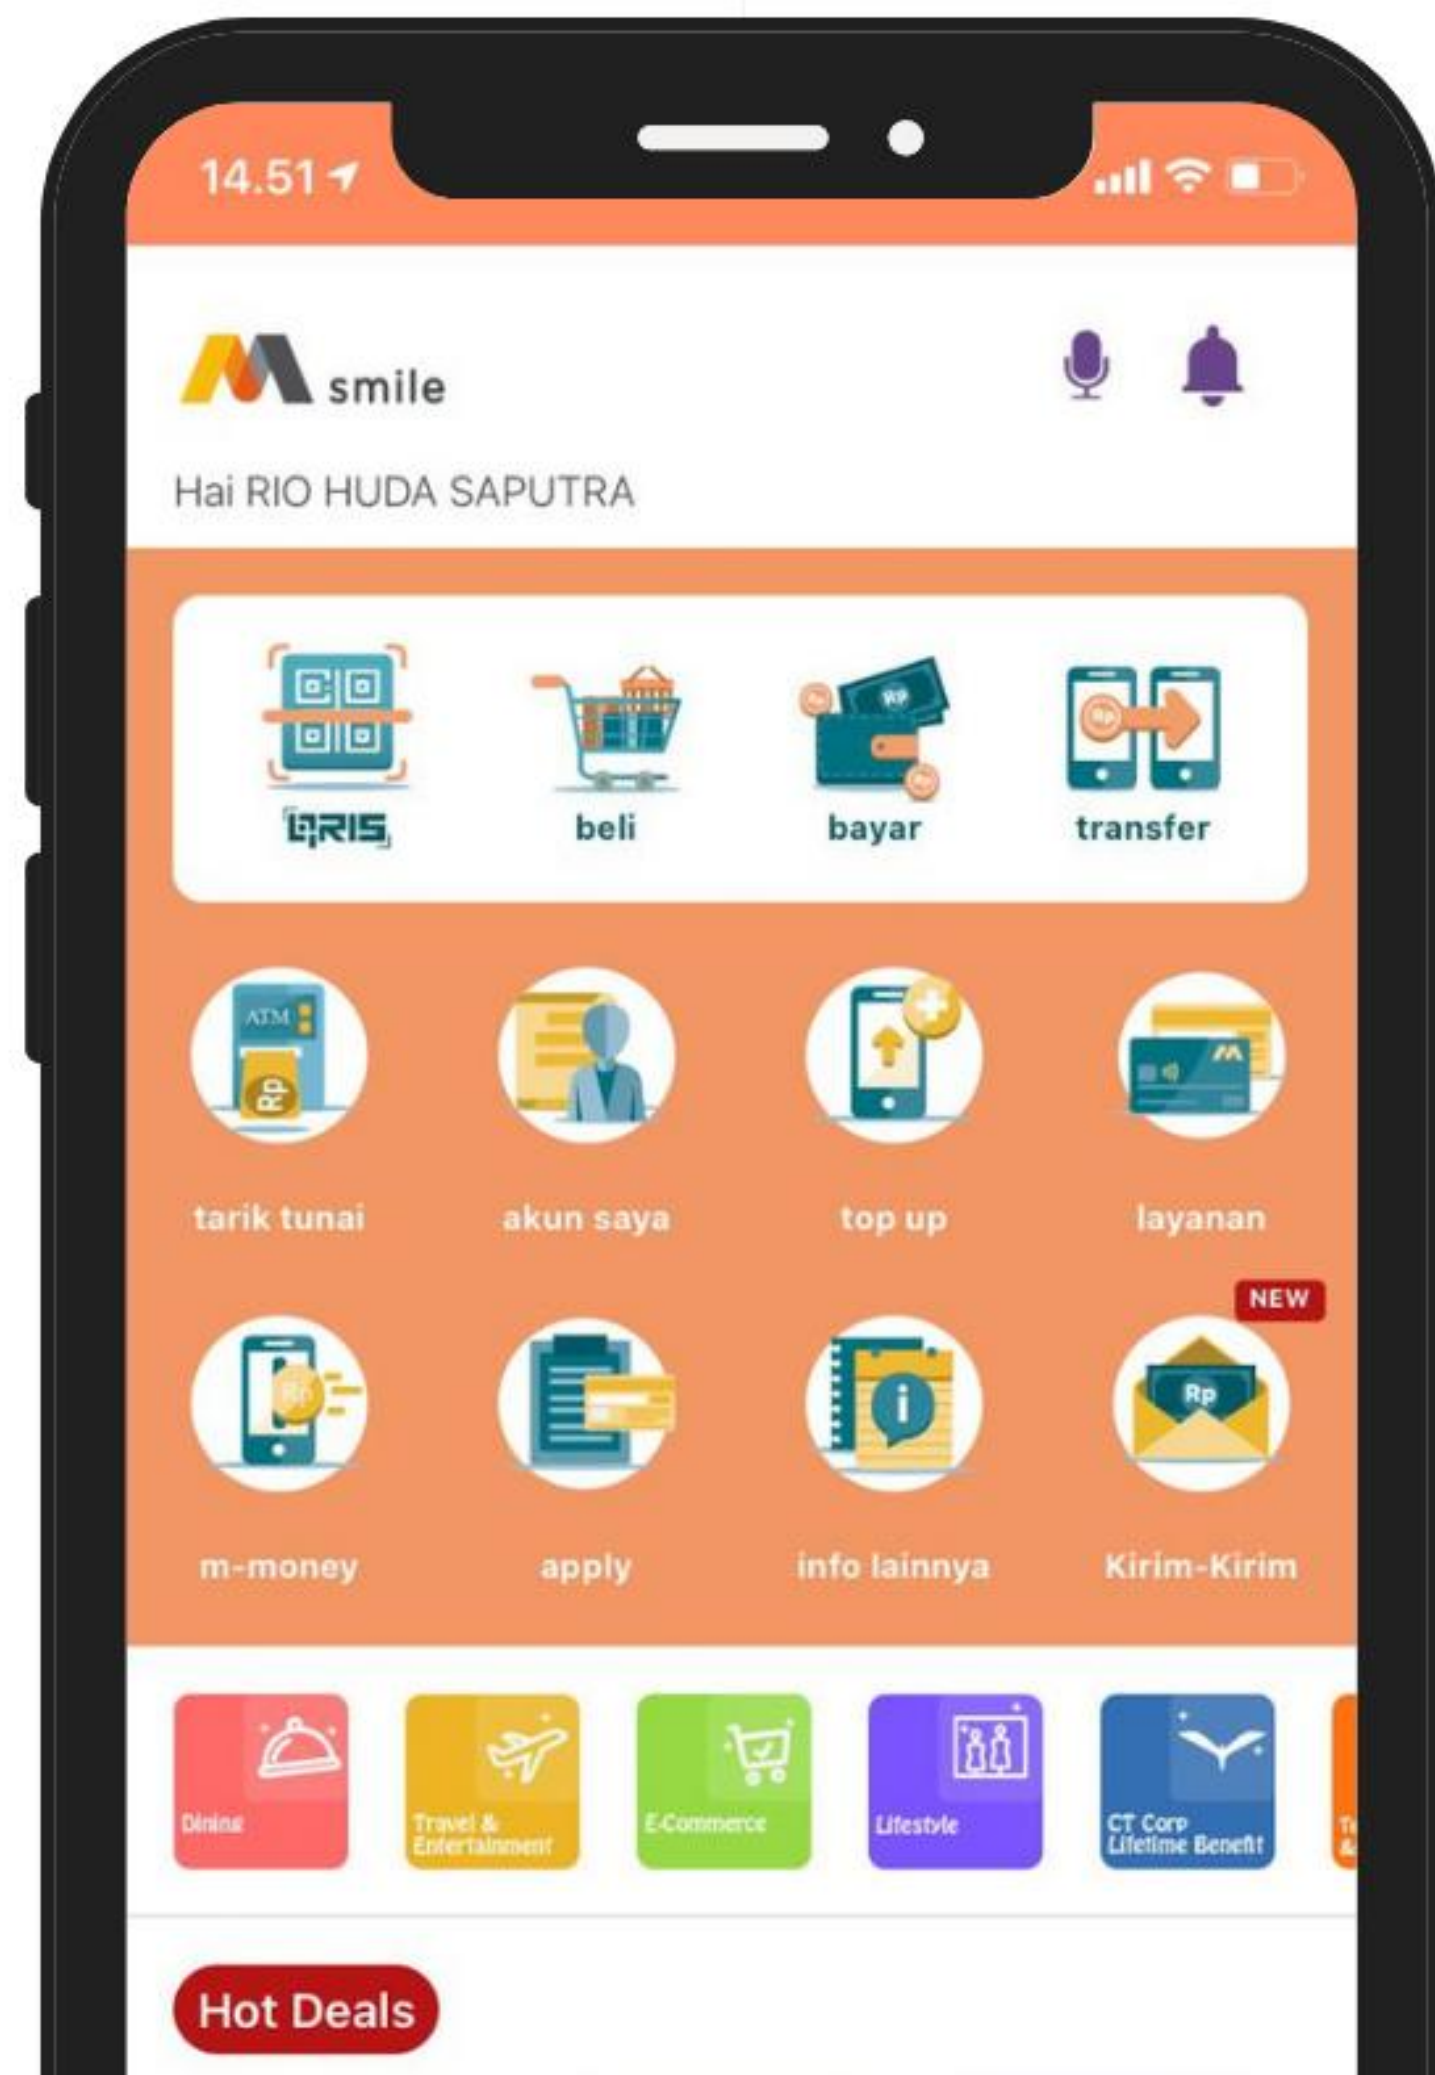 14.51
smile
Hai RIO HUDA SAPUTRA
Rp
Rp
QRIS
beli
bayar
transfer
ATM
Rp
tarik tunai
akun saya
top up
layanan
NEW
Rp
i
Rp
m-money
apply
info lainnya
Kirim-Kirim
Dining
Travel &
Entertainment
E-Commerce
Lifestyle
CT Corp
Lifetime Benefit
Hot Deals